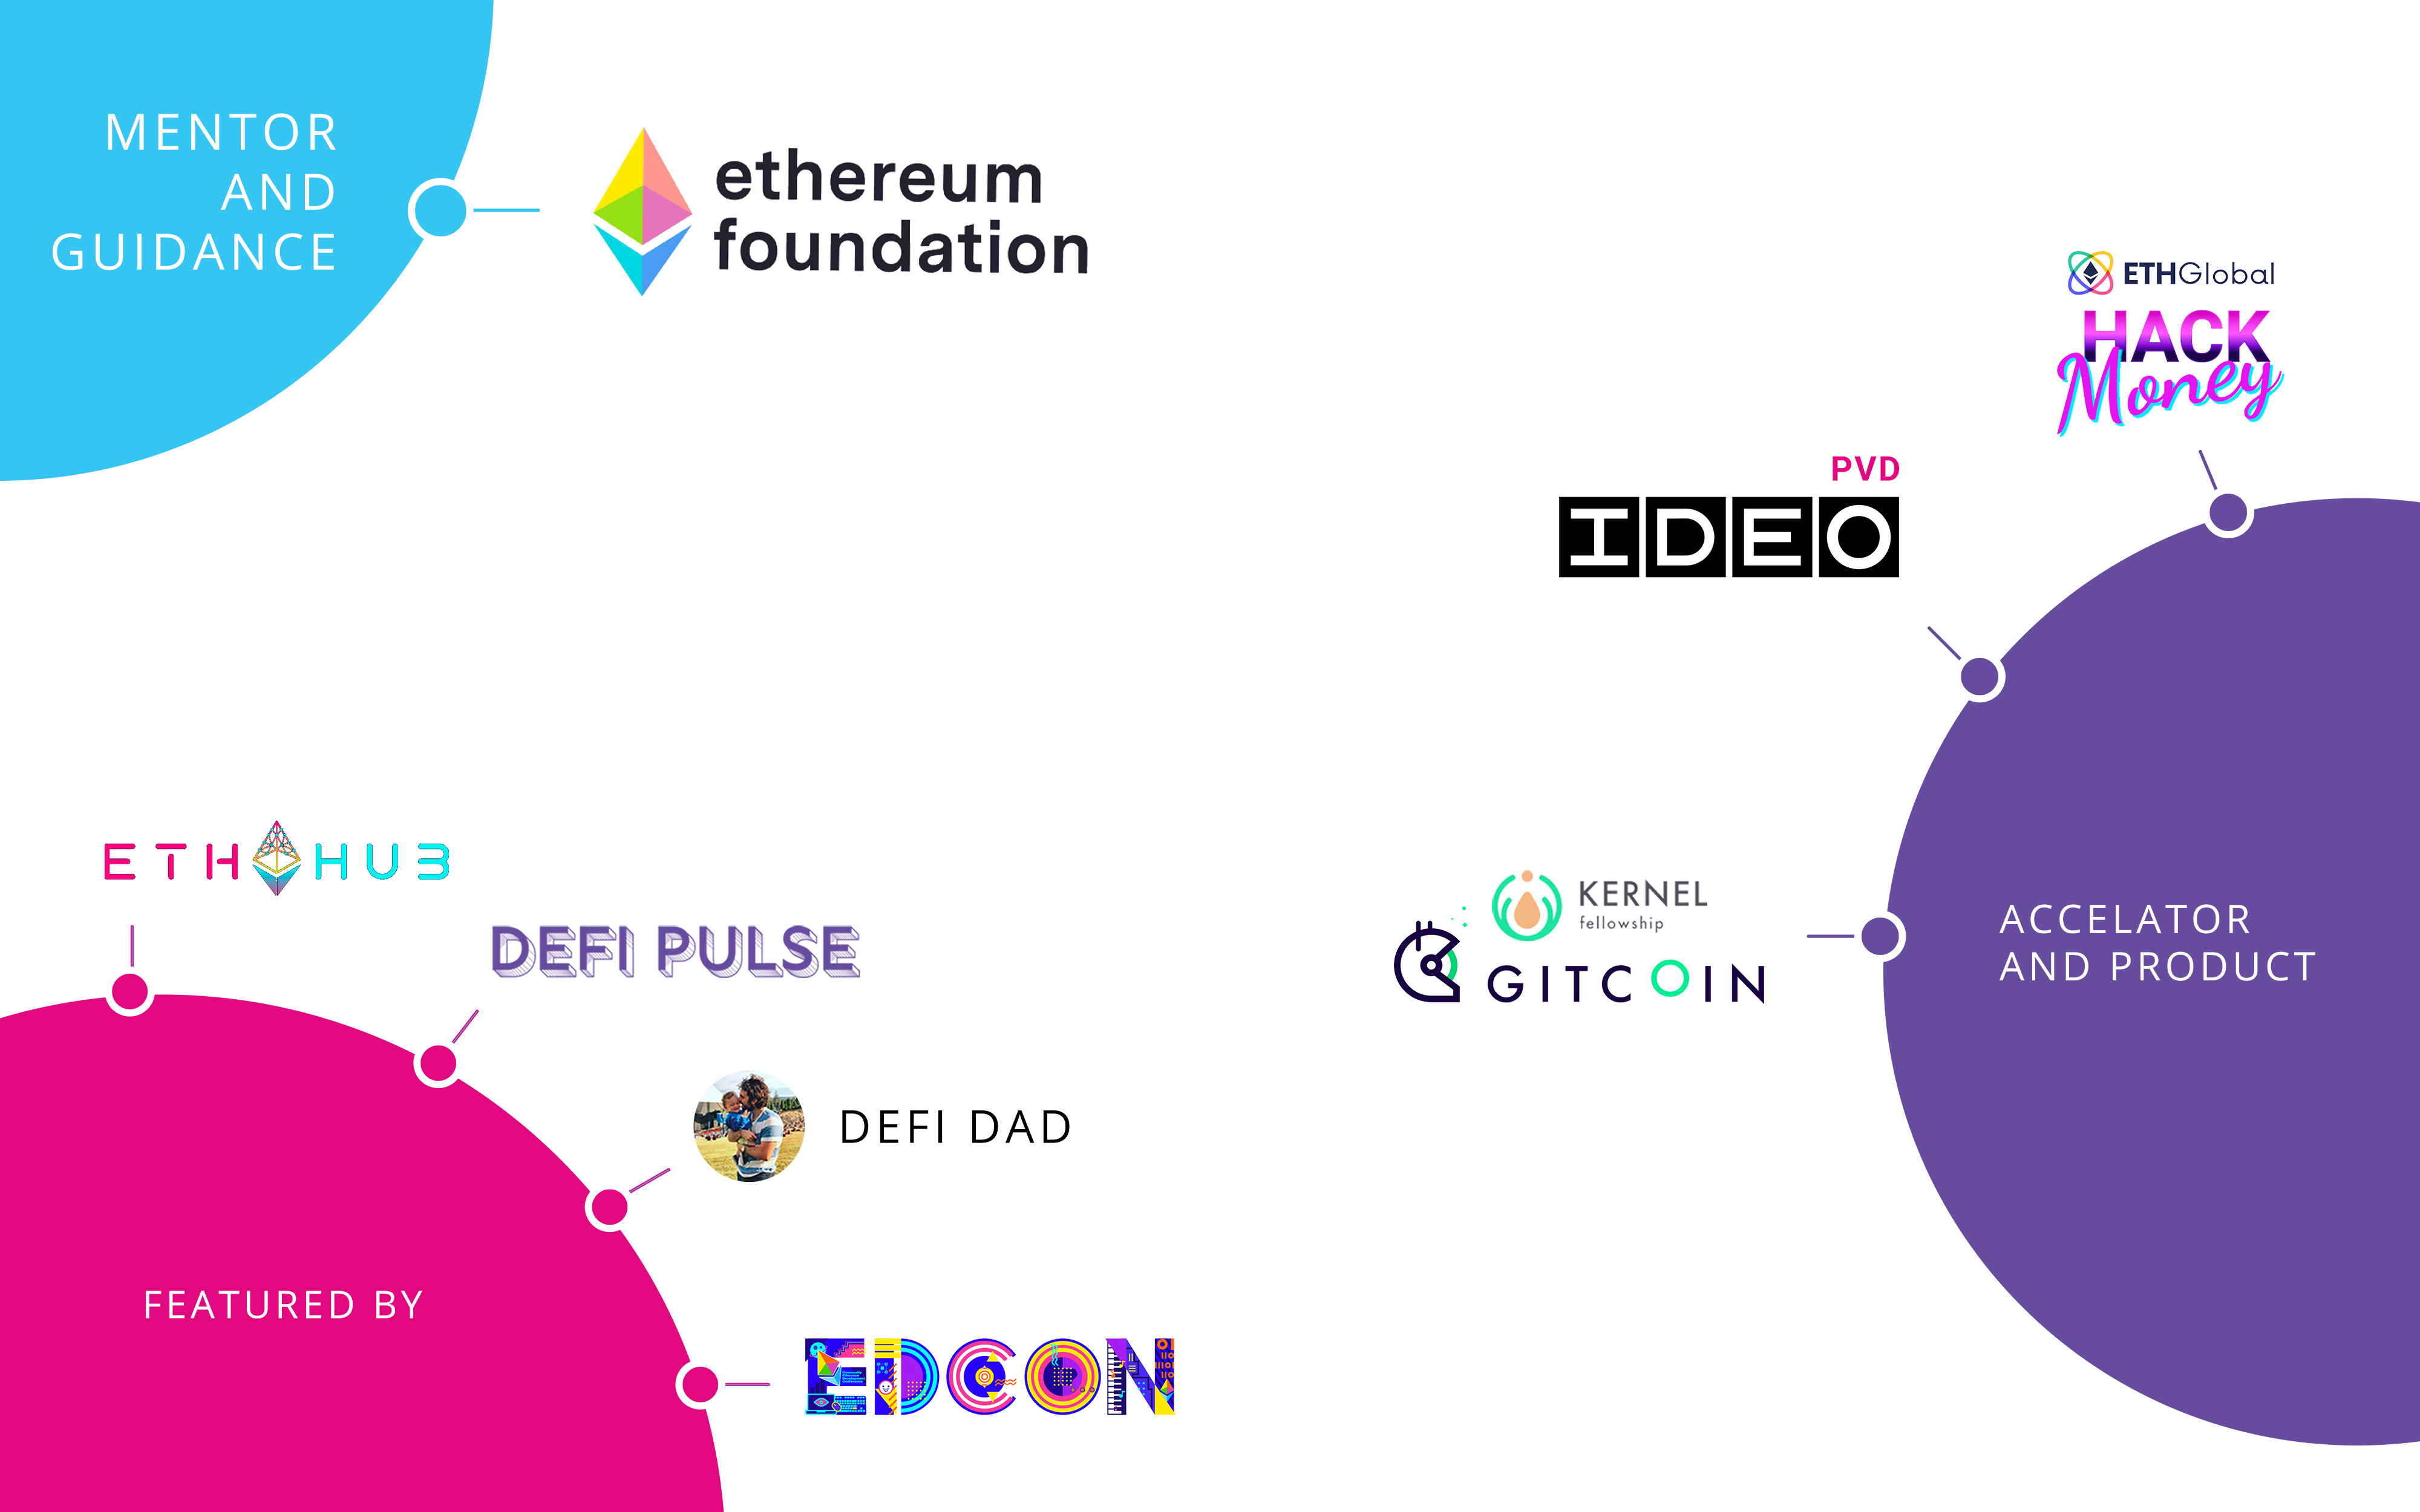 MENTOR
AND
GUIDANCE
ethereum
foundation
ETHGlobal
HACK
Money
PVD
IDEO
ETH HUB
DEFI PULSE
KERNEL
fellowship
GITCOIN
ACCELATOR
AND PRODUCT
DEFI DAD
FEATURED BY
EDCON